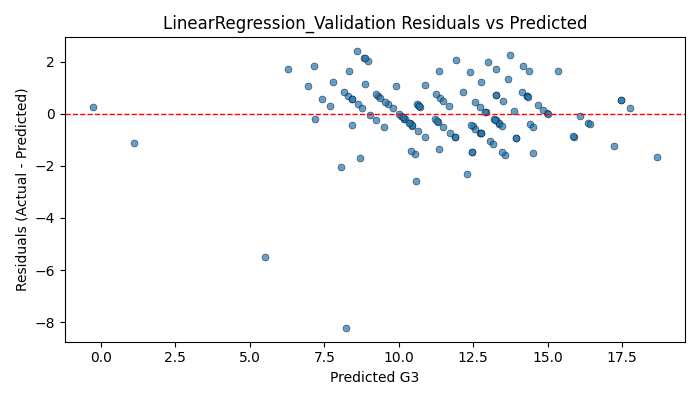 LinearRegression_Validation Residuals vs Predicted
Residuals (Actual - Predicted)
2
0
−2
−4
−6
−8
0.0 2.5 5.0 7.5 10.0 12.5 15.0 17.5
Predicted G3